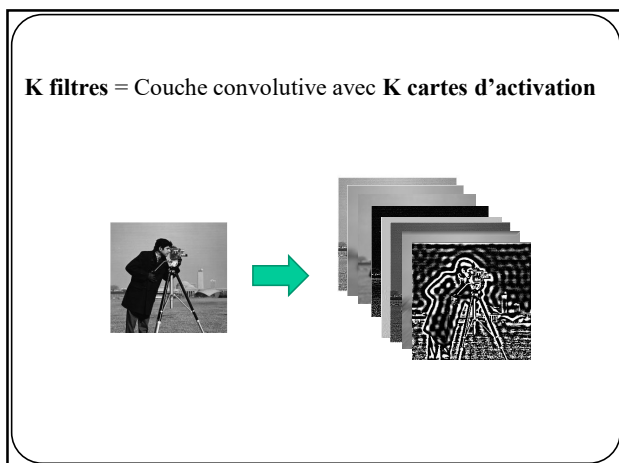 K filtres = Couche convolutive avec K cartes d’activation